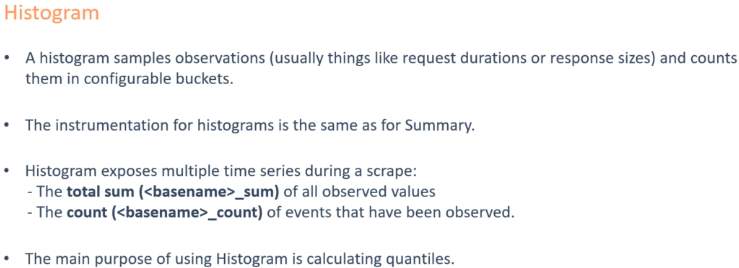 Histogram
• A histogram samples observations (usually things like request durations or response sizes) and counts
them in configurable buckets.
• The instrumentation for histograms is the same as for Summary.
• Histogram exposes multiple time series during a scrape:
- The total sum (<basename>_sum) of all observed values
- The count (<basename>_count) of events that have been observed.
• The main purpose of using Histogram is calculating quantiles.